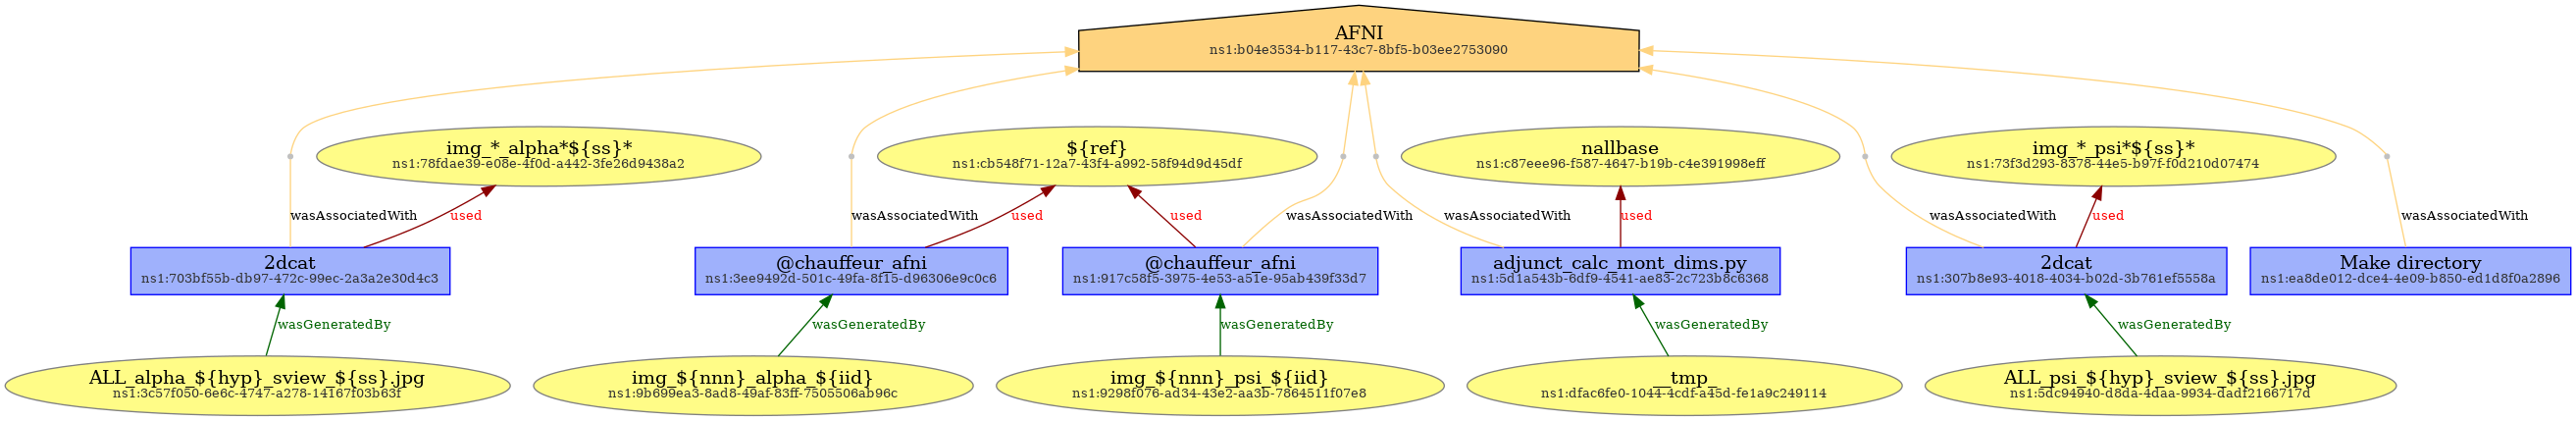 AFNI
ns1:b04e3534-b117-43c7-8bf5-b03ee2753090
img_*_alpha*${ss}*
ns1:78fdae39-e08e-4f0d-a442-3fe26d9438a2
${ref}
ns1:cb548f71-12a7-43f4-a992-58f94d9d45df
nallbase
ns1:c87eee96-f587-4647-b19b-c4e391998eff
img_*_psi*${ss}*
ns1:73f3d293-8378-44e5-b97f-f0d210d07474
wasAssociatedWith
used
wasAssociatedWith
used
used
wasAssociatedWith
wasAssociatedWith
used
wasAssociatedWith
used
wasAssociatedWith
2dcat
ns1:703bf55b-db97-472c-99ec-2a3a2e30d4c3
@chauffeur_afni
ns1:3ee9492d-501c-49fa-8f15-d96306e9c0c6
@chauffeur_afni
ns1:917c58f5-3975-4e53-a51e-95ab439f33d7
adjunct_calc_mont_dims.py
ns1:5d1a543b-6df9-4541-ae83-2c723b8c6368
2dcat
ns1:307b8e93-4018-4034-b02d-3b761ef5558a
Make directory
ns1:ea8de012-dce4-4e09-b850-ed1d8f0a2896
wasGeneratedBy
wasGeneratedBy
wasGeneratedBy
wasGeneratedBy
wasGeneratedBy
ALL_alpha_${hyp}_sview_${ss}.jpg
ns1:3c57f050-6e6c-4747-a278-14167f03b63f
img_${nnn}_alpha_${iid}
ns1:9b699ea3-8ad8-49af-83ff-7505506ab96c
img_${nnn}_psi_${iid}
ns1:9298f076-ad34-43e2-aa3b-7864511f07e8
__tmp_
ns1:dfac6fe0-1044-4cdf-a45d-fe1a9c249114
ALL_psi_${hyp}_sview_${ss}.jpg
ns1:5dc94940-d8da-4daa-9934-dadf2166717d